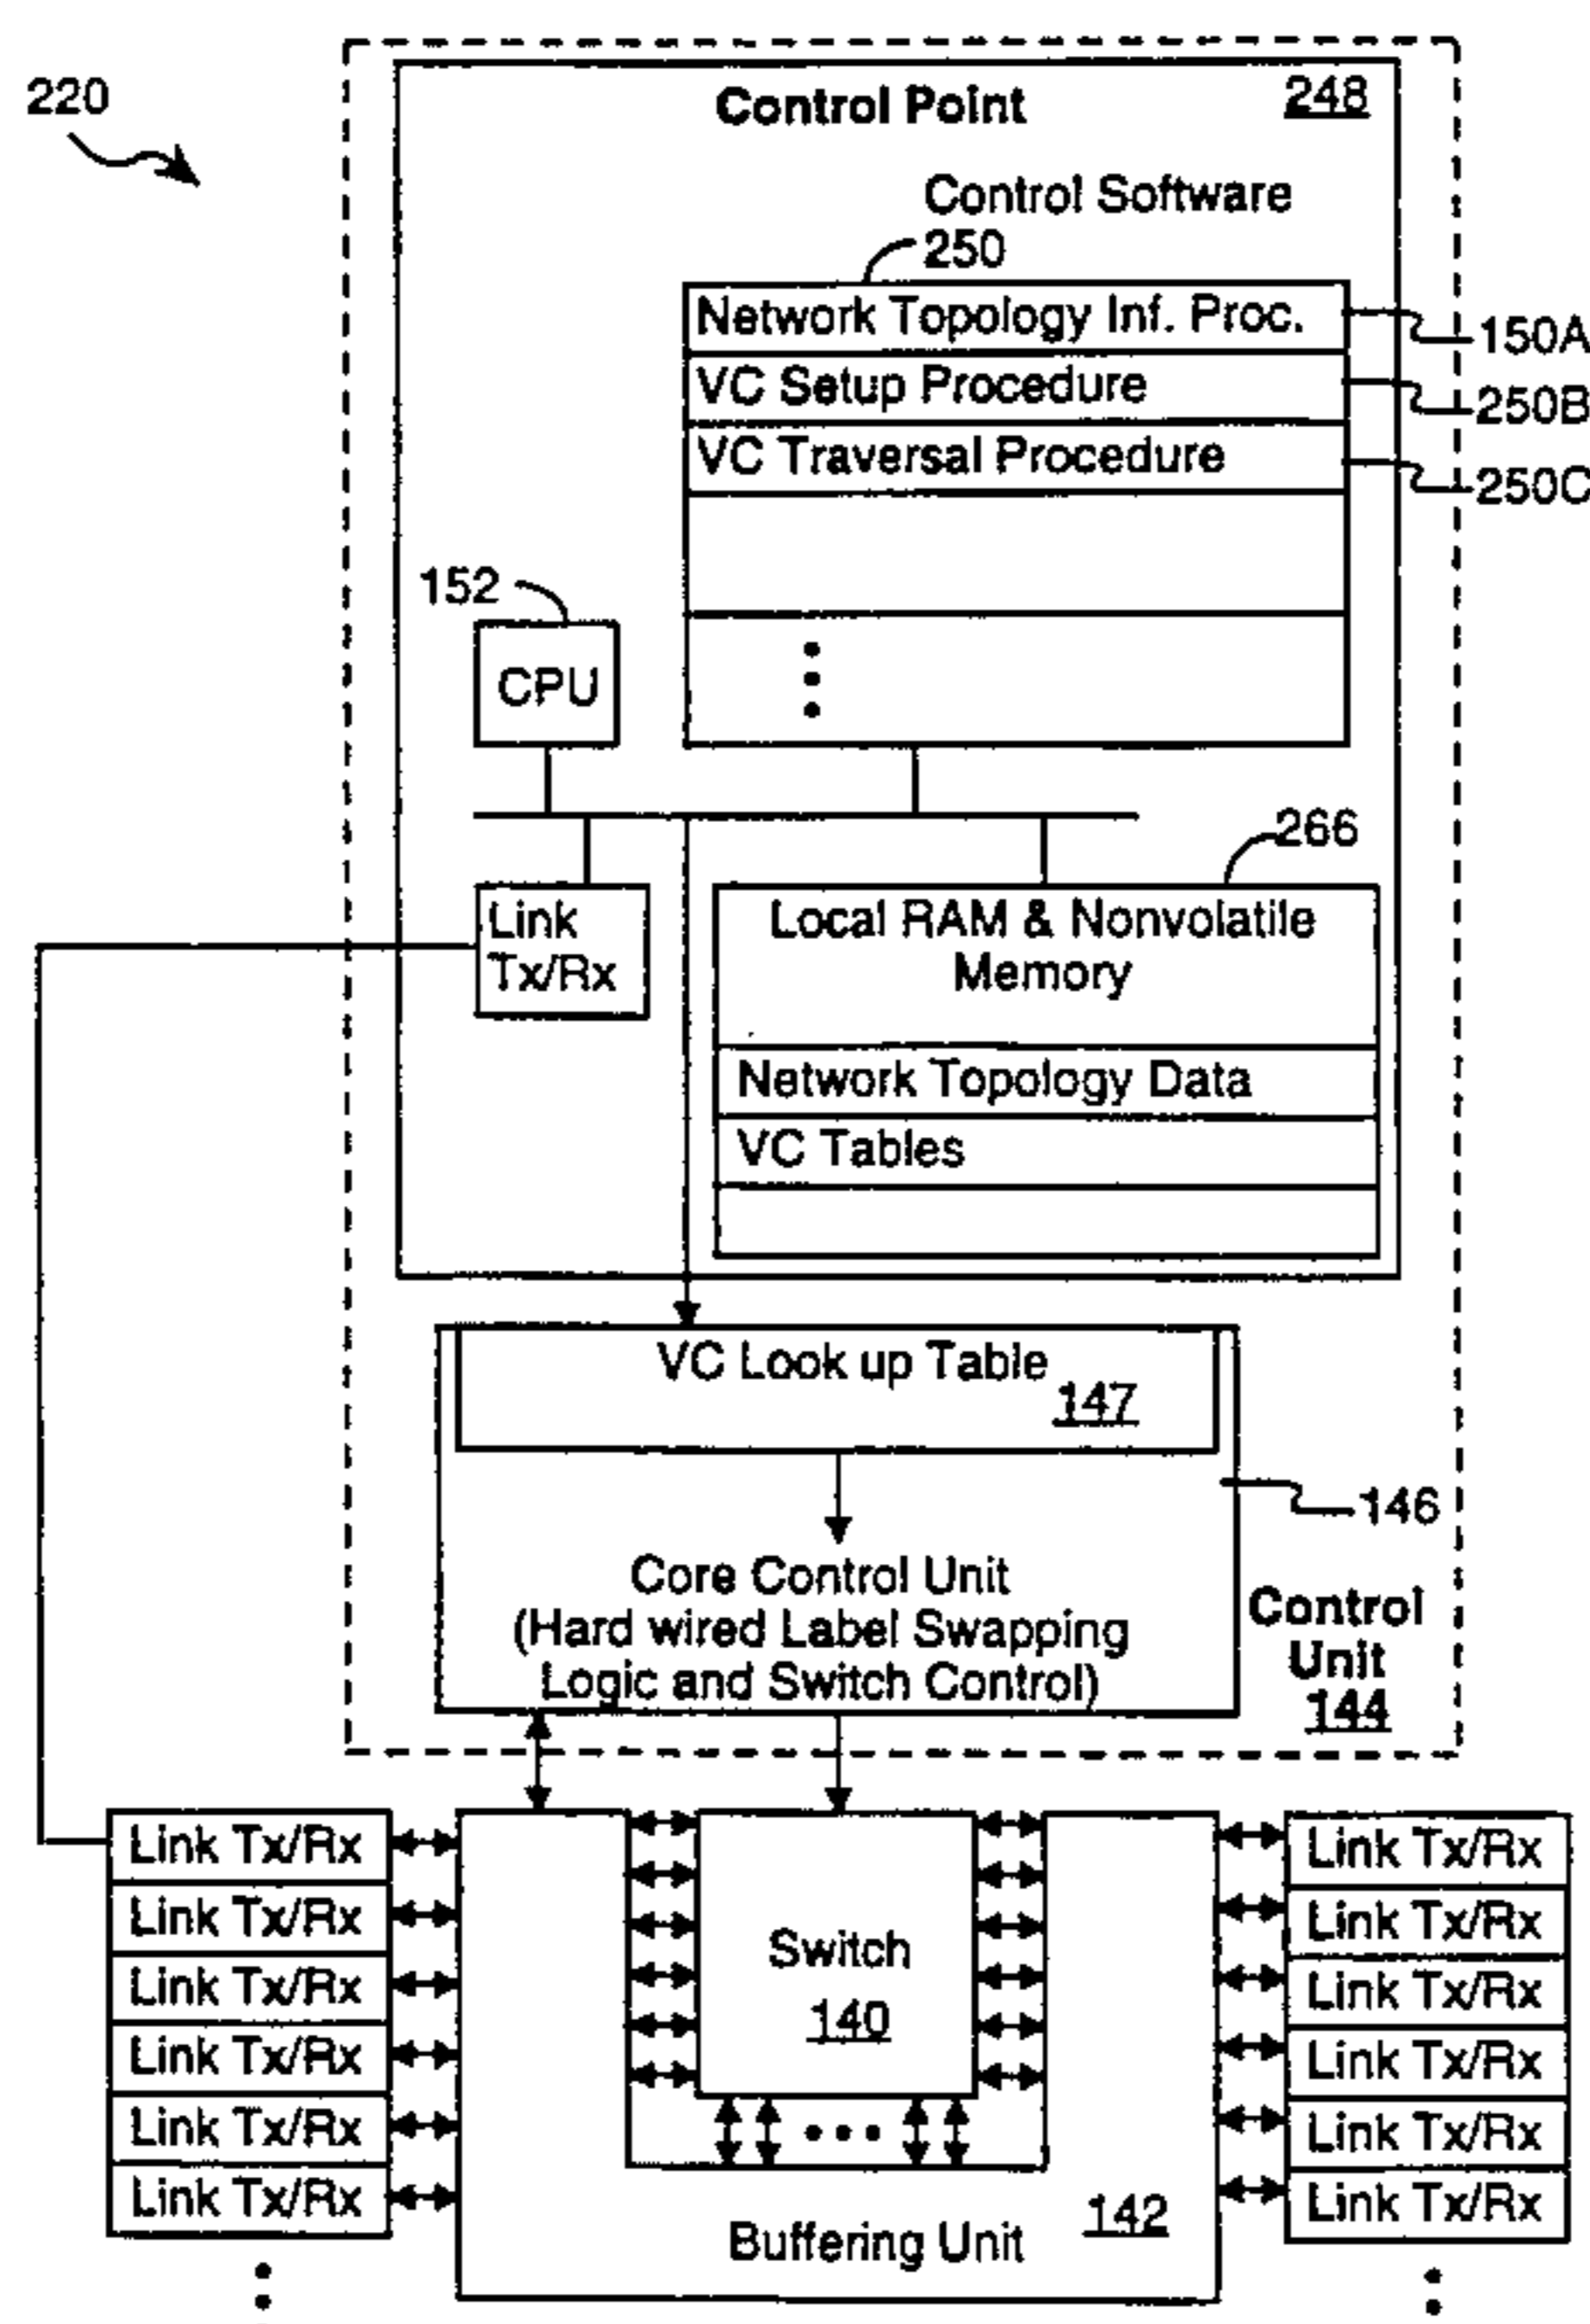 220
Control Point
248
Control Software
250
Network Topology Inf. Proc.
150A
VC Setup Procedure
250B
VC Traversal Procedure
250C
152
CPU
266
Link
Tx/Rx
Local RAM & Nonvolatile
Memory
Network Topology Data
VC Tables
VC Look up Table
147
146
Core Control Unit
(Hard wired Label Swapping
Logic and Switch Control)
Control
Unit
144
Link Tx/Rx
Link Tx/Rx
Link Tx/Rx
Link Tx/Rx
Link Tx/Rx
Link Tx/Rx
Switch
140
Buffering Unit
142
Link Tx/Rx
Link Tx/Rx
Link Tx/Rx
Link Tx/Rx
Link Tx/Rx
Link Tx/Rx